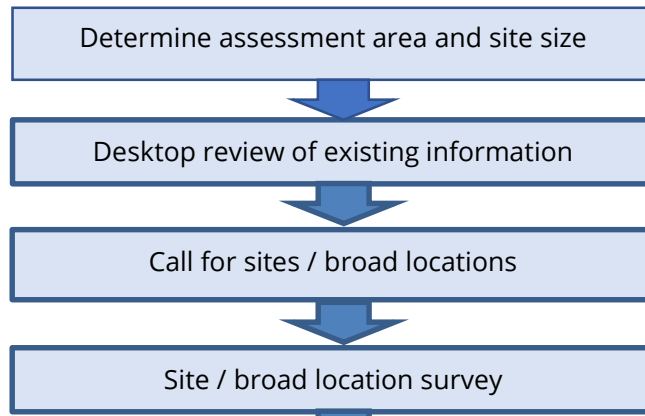 Determine assessment area and site size
Desktop review of existing information
Call for sites / broad locations
Site / broad location survey